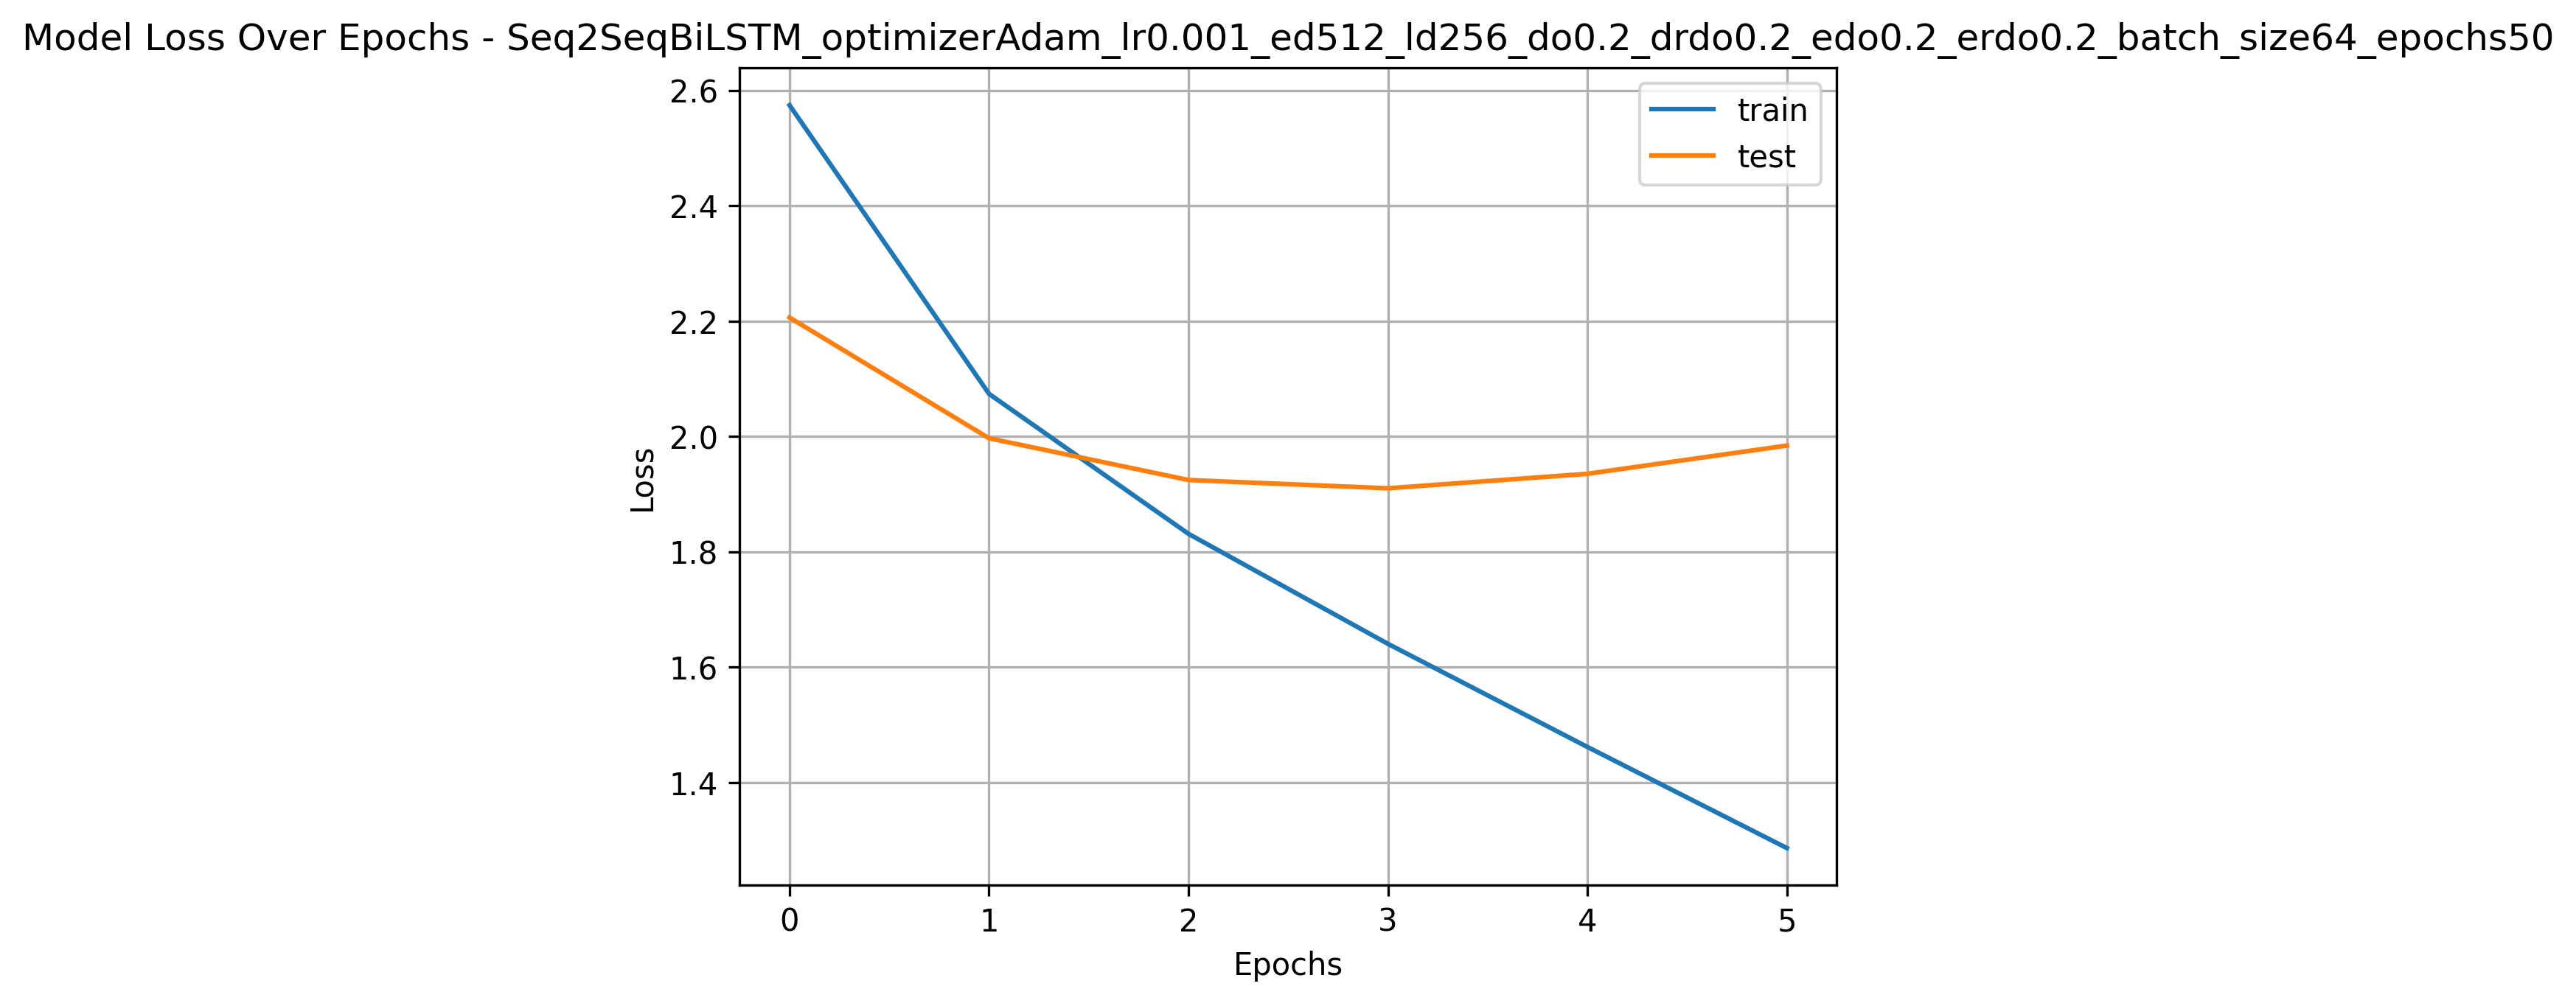 Model Loss Over Epochs - Seq2SeqBiLSTM_optimizerAdam_lr0.001_ed512_ld256_do0.2_drdo0.2_edo0.2_erdo0.2_batch_size64_epochs50
train
test
2.6
2.4
2.2
2.0
1.8
1.6
1.4
Loss
0 1 2 3 4 5
Epochs